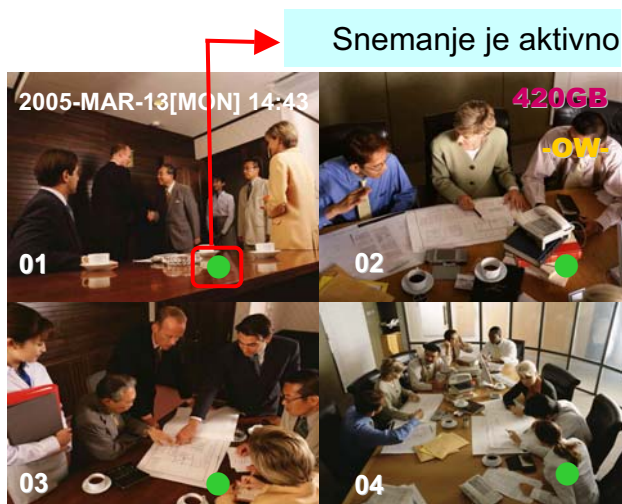 Snemanje je aktivno
2005-MAR-13[MON] 14:43
420GB
-OW-
01
02
03
04